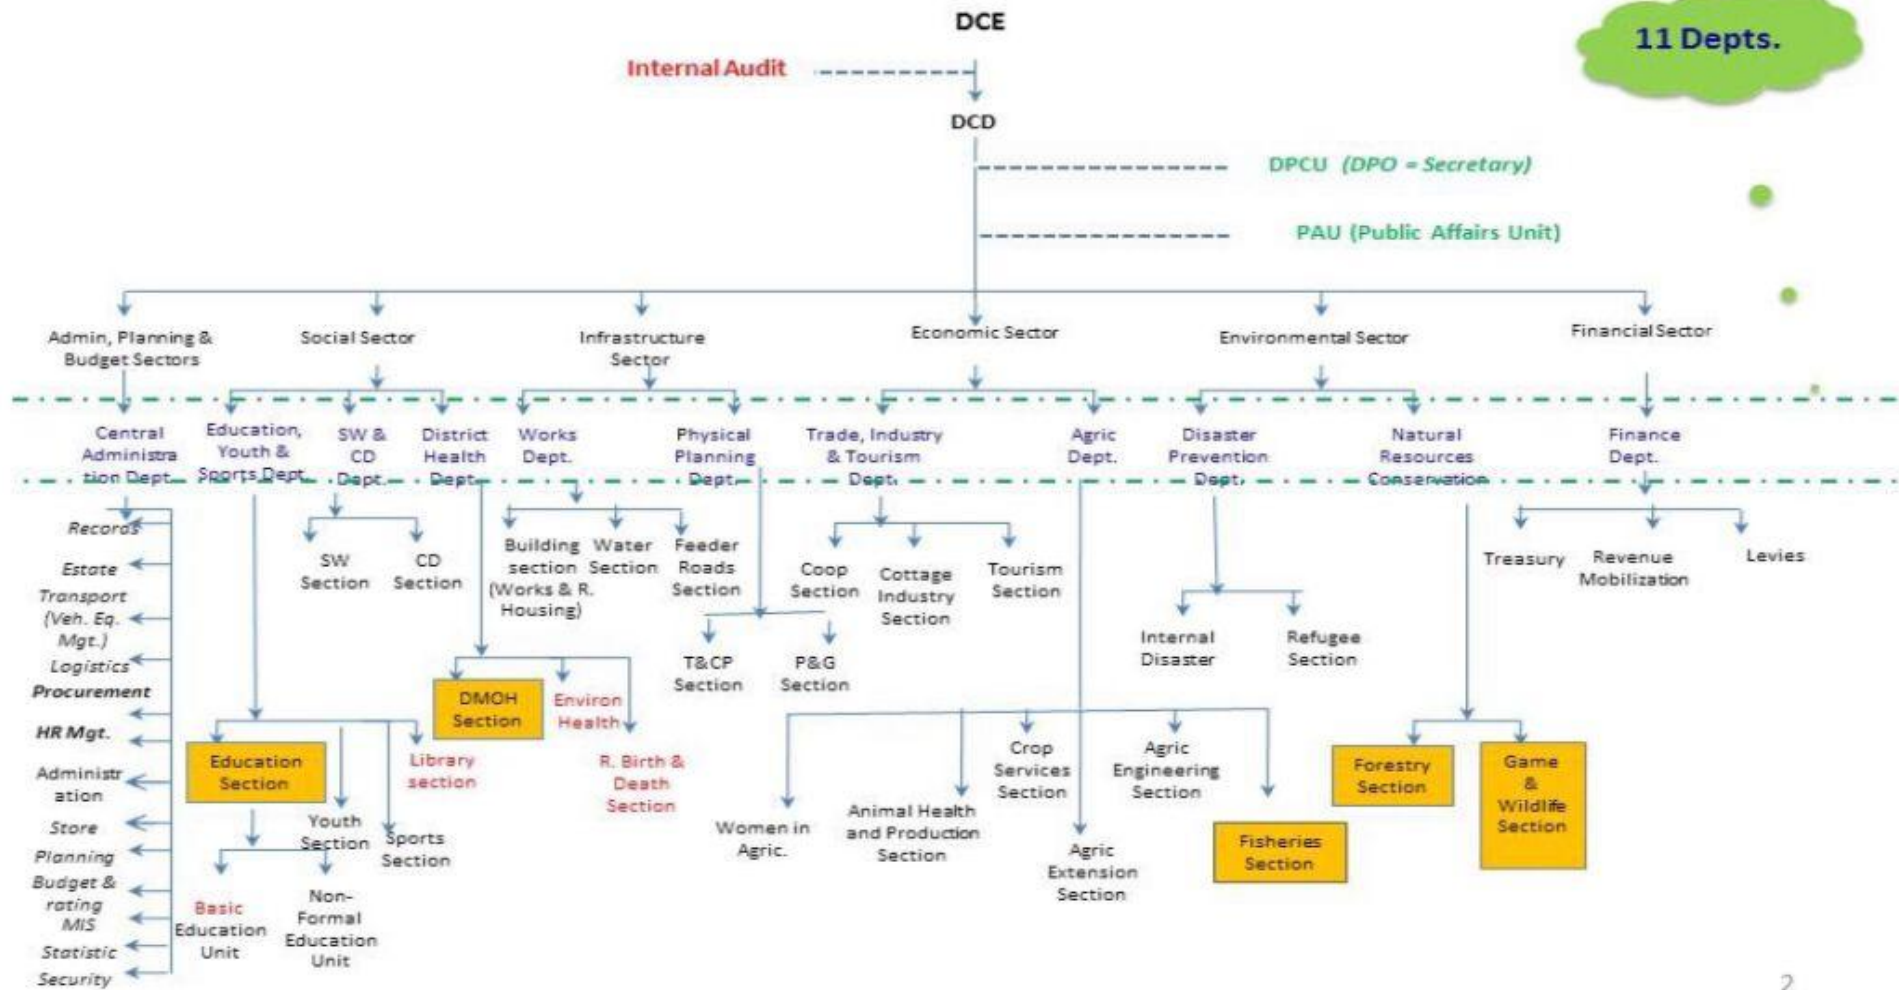 DCE
11 Depts.
Internal Audit
DCD
DPCU (DPO = Secretary)
PAU (Public Affairs Unit)
Admin, Planning &
Budget Sectors
Social Sector
Infrastructure
Sector
Economic Sector
Environmental Sector
Financial Sector
Central
Administra
tion Dept.
Education,
Youth &
Sports Dept.
SW &
CD
Dept.
District
Health
Dept.
Works
Dept.
Physical
Planning
Dept.
Trade, Industry
& Tourism
Dept.
Agric
Dept.
Disaster
Prevention
Dept.
Natural
Resources
Conservation
Finance
Dept.
Records
Estate
Transport
(Veh. Eq.
Mgt.)
Logistics
Procurement
HR Mgt.
Administr
ation
Store
Planning
Budget &
rating
MIS
Statistic
Security
SW
Section
CD
Section
Building
section
(Works & R.
Housing)
Water
Section
Feeder
Roads
Section
Coop
Section
Cottage
Industry
Section
Tourism
Section
Treasury
Revenue
Mobilization
Levies
Internal
Disaster
Refugee
Section
T&CP
Section
P&G
Section
DMOH
Section
Environ
Health
R. Birth &
Death
Section
Education
Section
Library
section
Youth
Section
Sports
Section
Basic
Education
Unit
Non-
Formal
Education
Unit
Women in
Agric.
Animal Health
and Production
Section
Crop
Services
Section
Agric
Extension
Section
Agric
Engineering
Section
Fisheries
Section
Forestry
Section
Game
&
Wildlife
Section
2